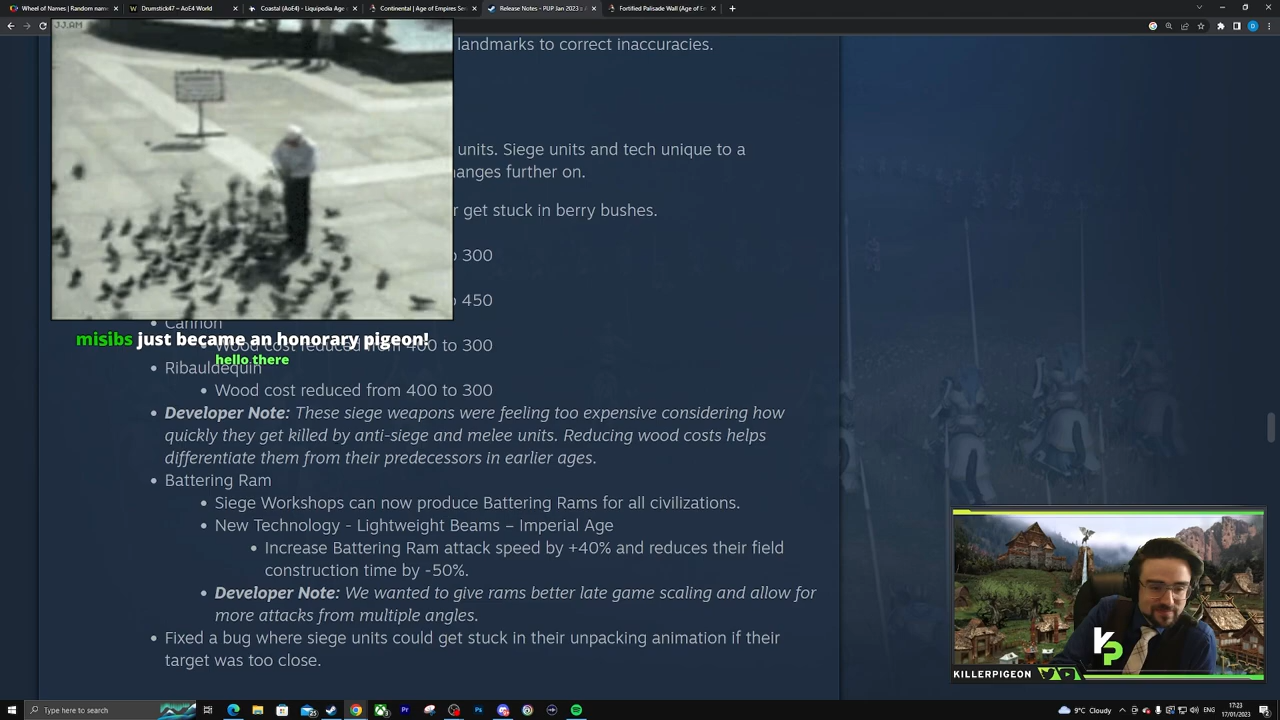 Wheel of Names | Random name
Drumstick47 – AoE4 World
Coastal (AoE4) - Liquipedia Age
Continental | Age of Empires Seri
Release Notes - PUP Jan 2023 :
Fortified Palisade Wall (Age of Er
JJ.AM
landmarks to correct inaccuracies.
units. Siege units and tech unique to a
hanges further on.
r get stuck in berry bushes.
o 300
o 450
• Cannon
misibs just became an honorary pigeon!
Wood cost reduced from 400 to 300
hello there
• Ribauldequin
• Wood cost reduced from 400 to 300
• Developer Note: These siege weapons were feeling too expensive considering how
quickly they get killed by anti-siege and melee units. Reducing wood costs helps
differentiate them from their predecessors in earlier ages.
• Battering Ram
• Siege Workshops can now produce Battering Rams for all civilizations.
• New Technology - Lightweight Beams – Imperial Age
• Increase Battering Ram attack speed by +40% and reduces their field
construction time by -50%.
• Developer Note: We wanted to give rams better late game scaling and allow for
more attacks from multiple angles.
• Fixed a bug where siege units could get stuck in their unpacking animation if their
target was too close.
KP
KILLERPIGEON
Type here to search
9°C Cloudy
ENG
17:23
17/01/2023